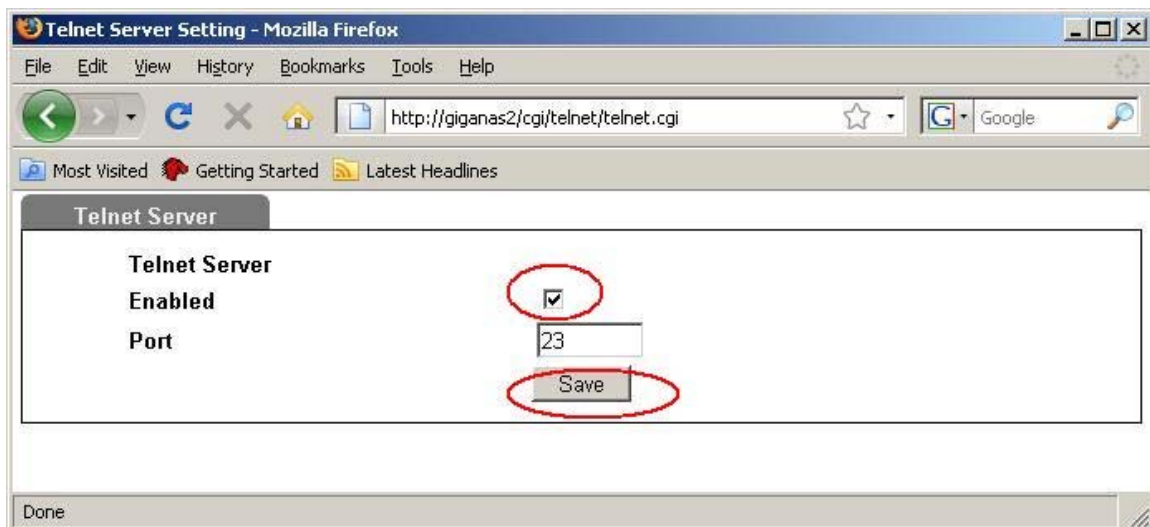 Telnet Server Setting - Mozilla Firefox
File Edit View History Bookmarks Tools Help
http://giganas2/cgi/telnet/telnet.cgi G Google
Most Visited Getting Started Latest Headlines
Telnet Server
Telnet Server
Enabled
Port 23
Save
Done